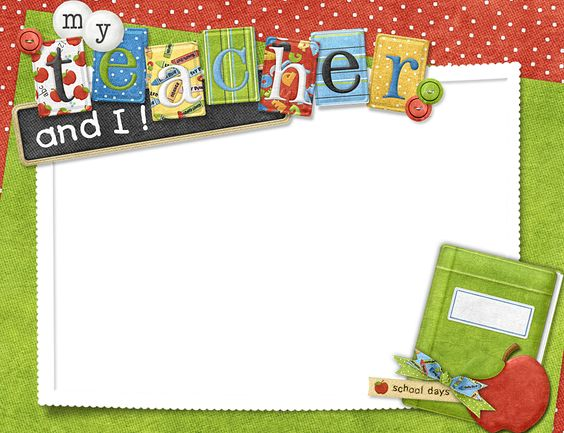 my
teacher
and I !
school days